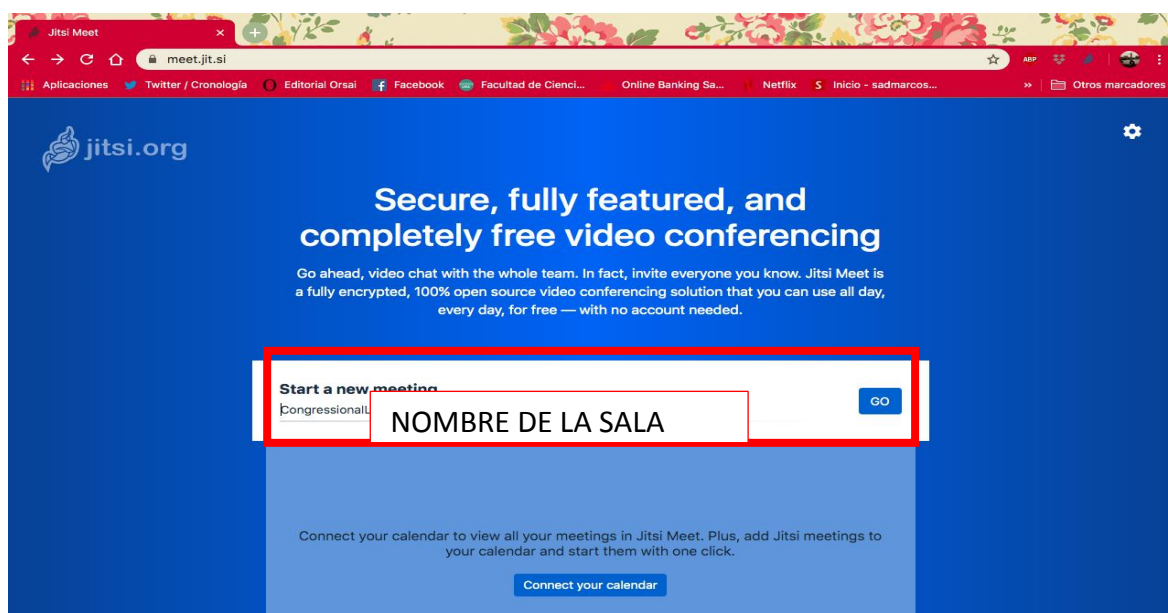 Jitsi Meet
meet.jit.si
ABP
Aplicaciones Twitter / Cronología Editorial Orsai Facebook Facultad de Cienci... Online Banking Sa... Netflix Inicio - sadmarcos... » Otros marcadores
jitsi.org
Secure, fully featured, and
completely free video conferencing
Go ahead, video chat with the whole team. In fact, invite everyone you know. Jitsi Meet is
a fully encrypted, 100% open source video conferencing solution that you can use all day,
every day, for free — with no account needed.
Start a new meeting
GO
NOMBRE DE LA SALA
Connect your calendar to view all your meetings in Jitsi Meet. Plus, add Jitsi meetings to
your calendar and start them with one click.
Connect your calendar